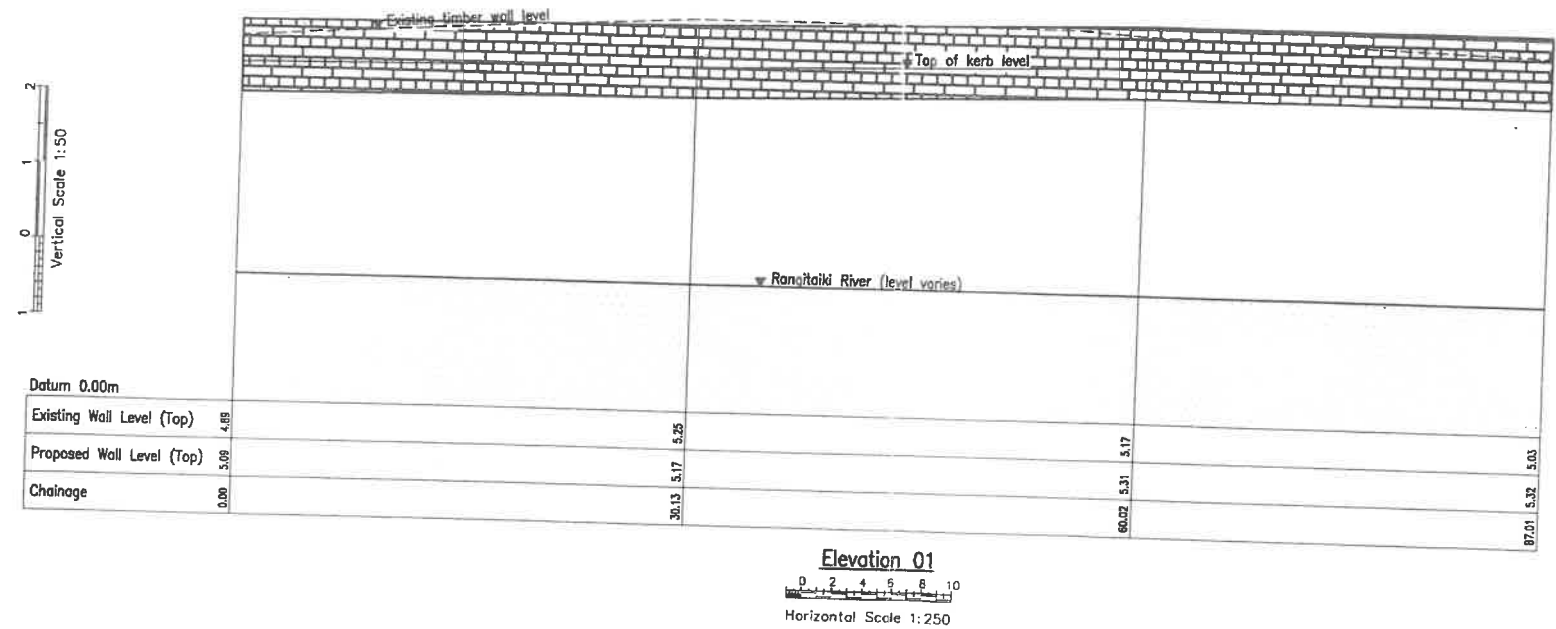 Existing timber wall level
Top of kerb level
2
1
0
1
Vertical Scale 1:50
Rangitaiki River (level varies)
Datum 0.00m
Existing Wall Level (Top) 4.89 5.25 5.17 5.03
Proposed Wall Level (Top) 5.09 5.17 5.31 5.32
Chainage 0.00 30.13 60.02 87.01
Elevation 01
0 2 4 6 8 10
Horizontal Scale 1:250